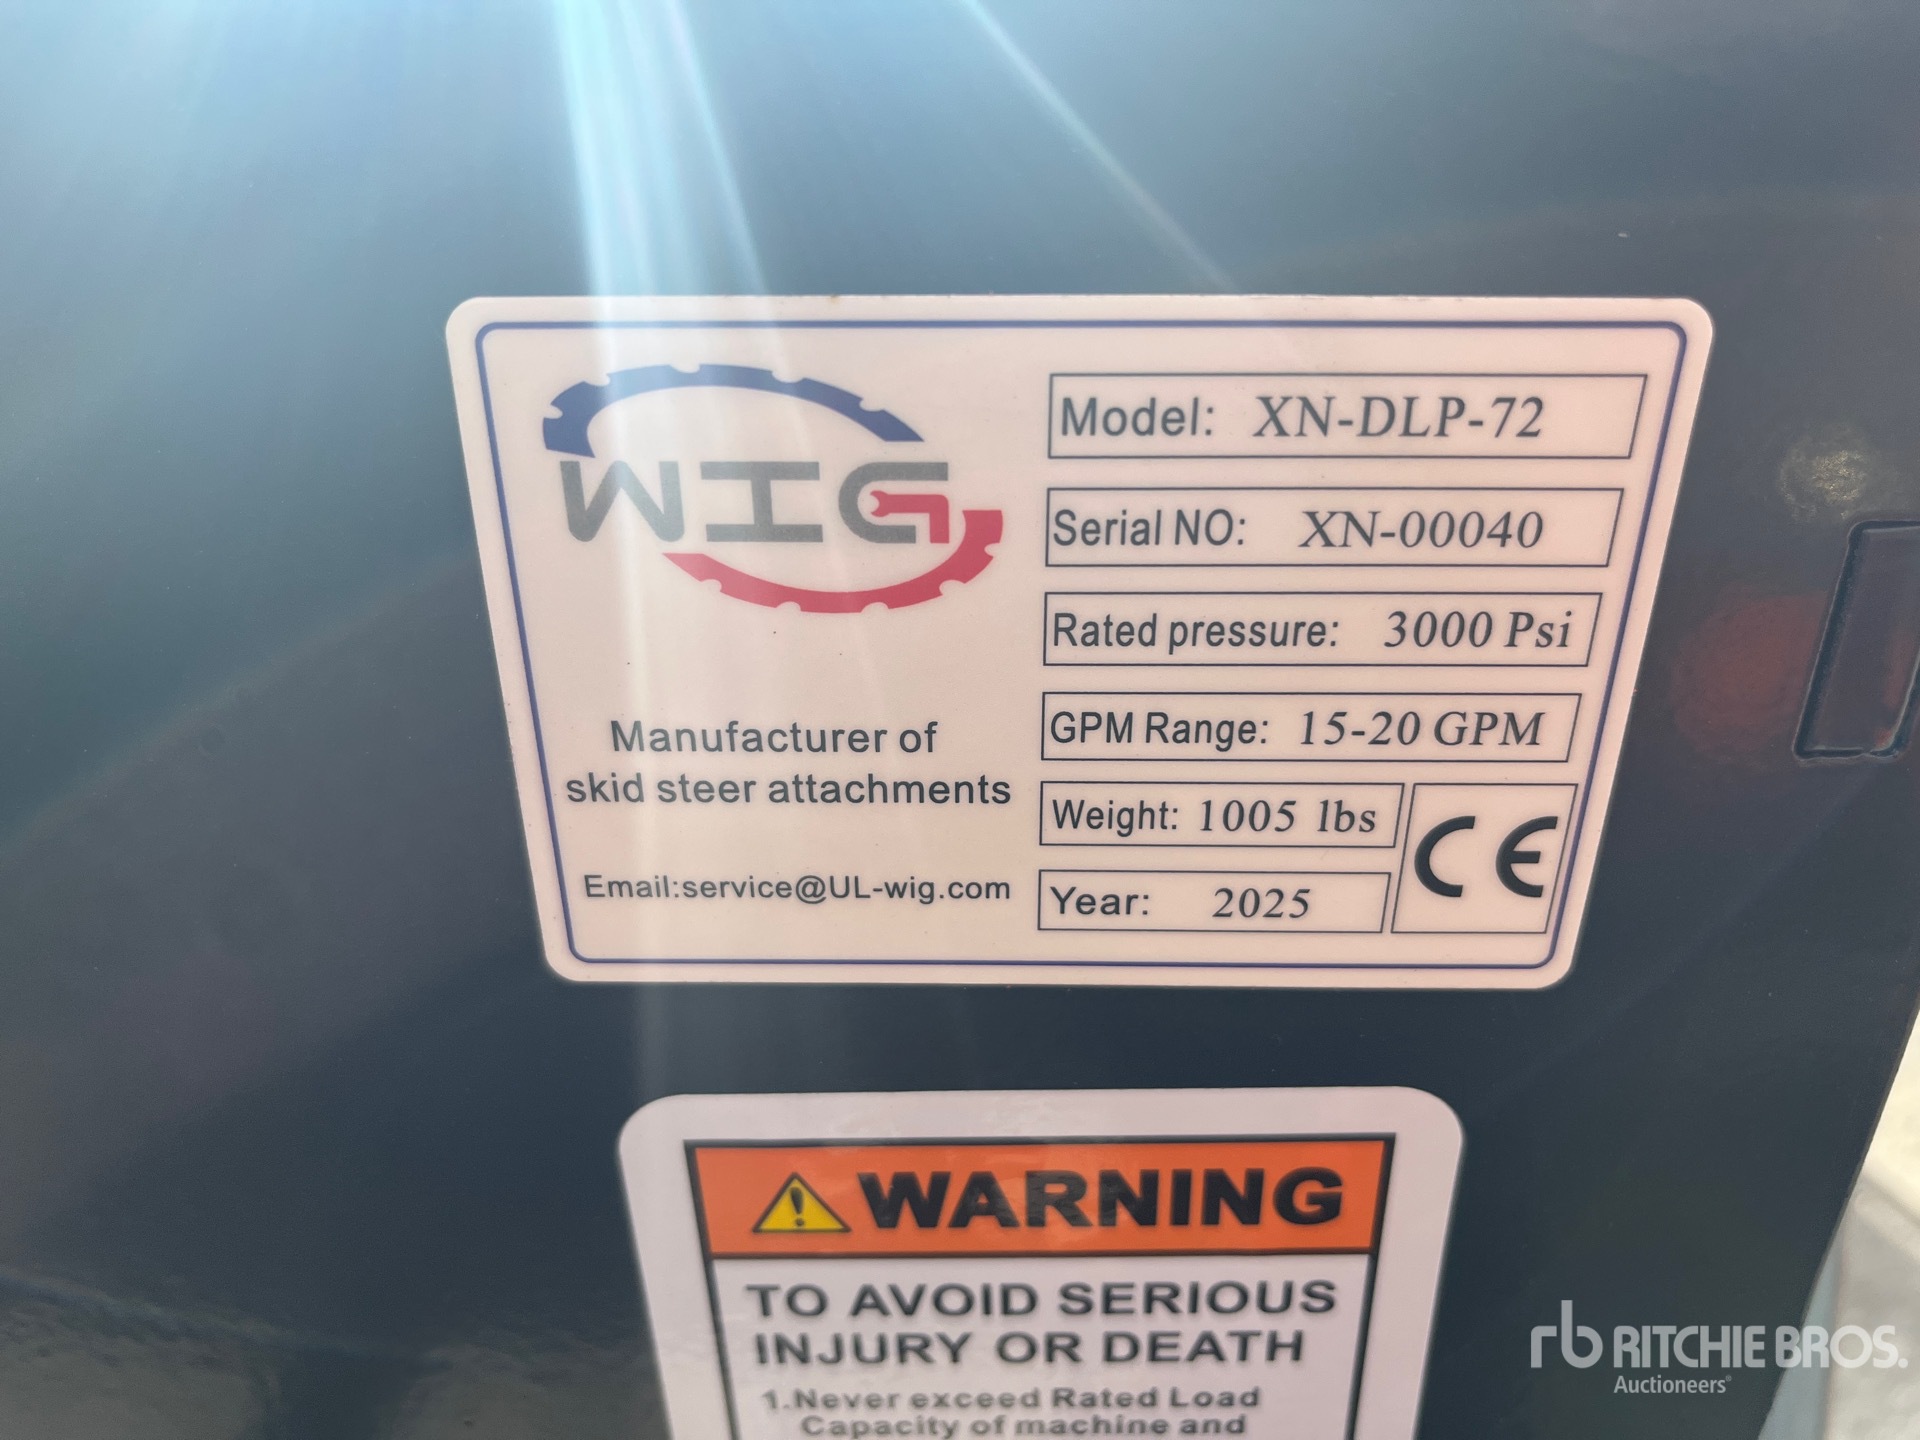 WIG
Manufacturer of
skid steer attachments
Email:service@UL-wig.com
Model: XN-DLP-72
Serial NO: XN-00040
Rated pressure: 3000 Psi
GPM Range: 15-20 GPM
Weight: 1005 lbs
Year: 2025
CE
WARNING
TO AVOID SERIOUS
INJURY OR DEATH
1.Never exceed Rated Load
Capacity of machine and
rb RITCHIE BROS.
Auctioneers®